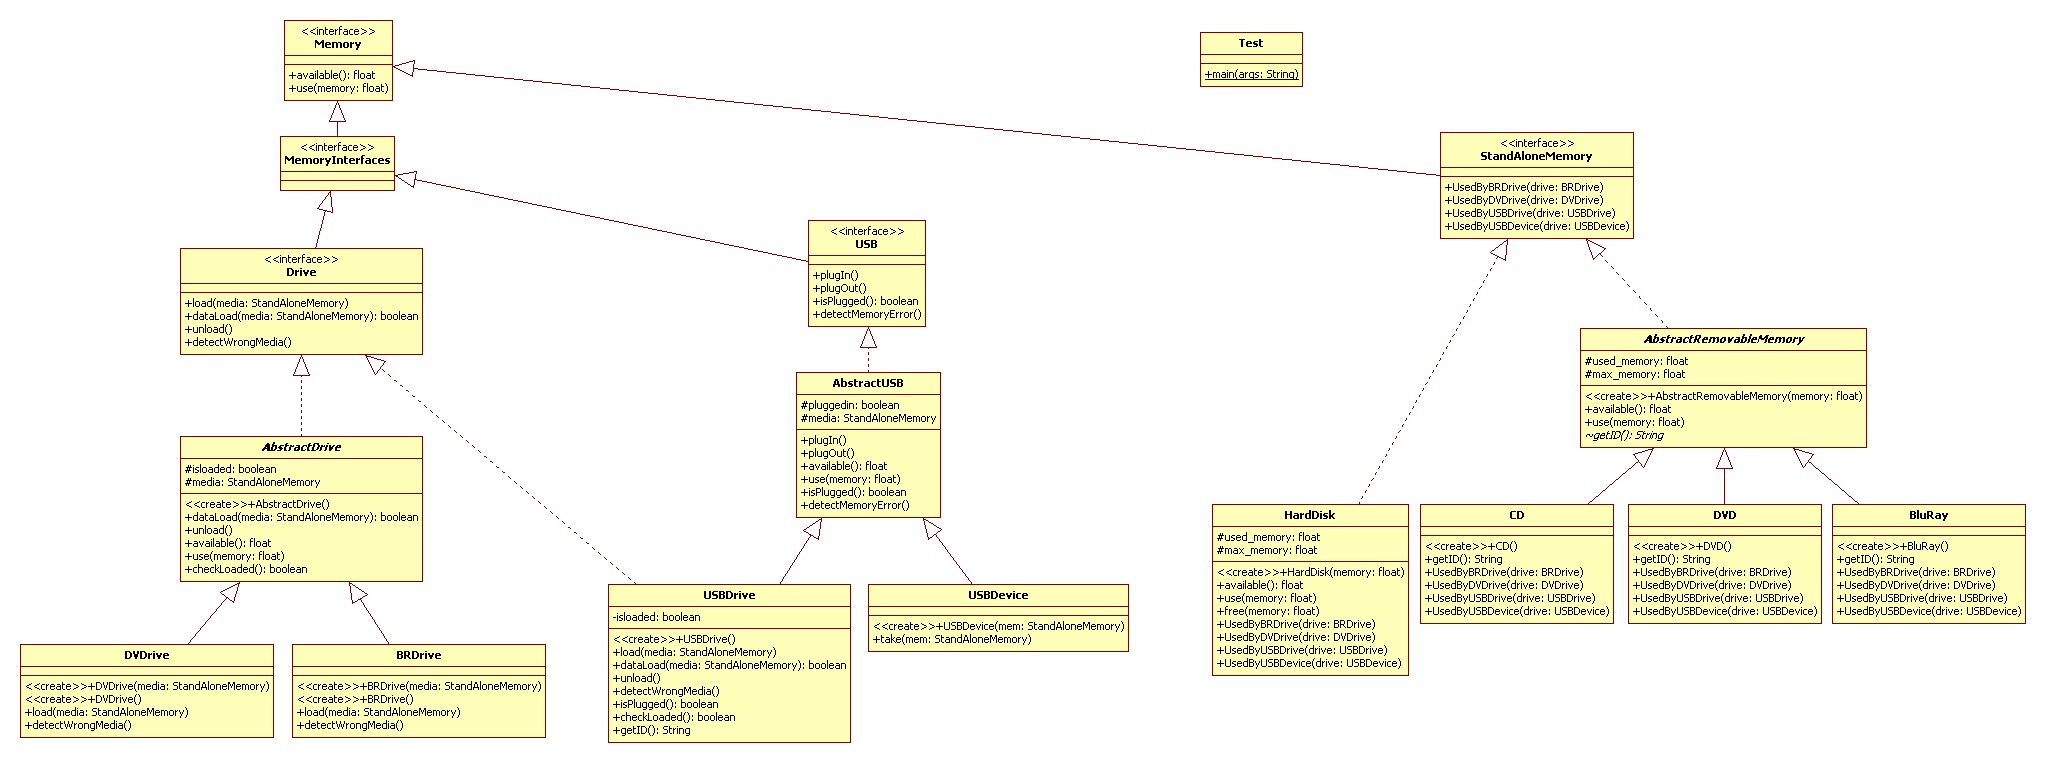 <<interface>>
Memory
+available(): float
+use(memory: float)
Test
+main(args: String)
<<interface>>
MemoryInterfaces
<<interface>>
StandAloneMemory
+UsedByBRDrive(drive: BRDrive)
+UsedByDVDrive(drive: DVDrive)
+UsedByUSBDrive(drive: USBDrive)
+UsedByUSBDevice(drive: USBDevice)
<<interface>>
USB
+plugIn()
+plugOut()
+isPlugged(): boolean
+detectMemoryError()
<<interface>>
Drive
+load(media: StandAloneMemory)
+dataLoad(media: StandAloneMemory): boolean
+unload()
+detectWrongMedia()
AbstractRemovableMemory
#used_memory: float
#max_memory: float
<<create>>+AbstractRemovableMemory(memory: float)
+available(): float
+use(memory: float)
~getID(): String
AbstractUSB
#pluggedin: boolean
#media: StandAloneMemory
+plugIn()
+plugOut()
+available(): float
+use(memory: float)
+isPlugged(): boolean
+detectMemoryError()
AbstractDrive
#isloaded: boolean
#media: StandAloneMemory
<<create>>+AbstractDrive()
+dataLoad(media: StandAloneMemory): boolean
+unload()
+available(): float
+use(memory: float)
+checkLoaded(): boolean
HardDisk
#used_memory: float
#max_memory: float
<<create>>+HardDisk(memory: float)
+available(): float
+use(memory: float)
+free(memory: float)
+UsedByBRDrive(drive: BRDrive)
+UsedByDVDrive(drive: DVDrive)
+UsedByUSBDrive(drive: USBDrive)
+UsedByUSBDevice(drive: USBDevice)
CD
<<create>>+CD()
+getID(): String
+UsedByBRDrive(drive: BRDrive)
+UsedByDVDrive(drive: DVDrive)
+UsedByUSBDrive(drive: USBDrive)
+UsedByUSBDevice(drive: USBDevice)
DVD
<<create>>+DVD()
+getID(): String
+UsedByBRDrive(drive: BRDrive)
+UsedByDVDrive(drive: DVDrive)
+UsedByUSBDrive(drive: USBDrive)
+UsedByUSBDevice(drive: USBDevice)
BluRay
<<create>>+BluRay()
+getID(): String
+UsedByBRDrive(drive: BRDrive)
+UsedByDVDrive(drive: DVDrive)
+UsedByUSBDrive(drive: USBDrive)
+UsedByUSBDevice(drive: USBDevice)
USBDrive
-isloaded: boolean
<<create>>+USBDrive()
+load(media: StandAloneMemory)
+dataLoad(media: StandAloneMemory): boolean
+unload()
+detectWrongMedia()
+isPlugged(): boolean
+checkLoaded(): boolean
+getID(): String
USBDevice
<<create>>+USBDevice(mem: StandAloneMemory)
+take(mem: StandAloneMemory)
DVDrive
<<create>>+DVDrive(media: StandAloneMemory)
<<create>>+DVDrive()
+load(media: StandAloneMemory)
+detectWrongMedia()
BRDrive
<<create>>+BRDrive(media: StandAloneMemory)
<<create>>+BRDrive()
+load(media: StandAloneMemory)
+detectWrongMedia()